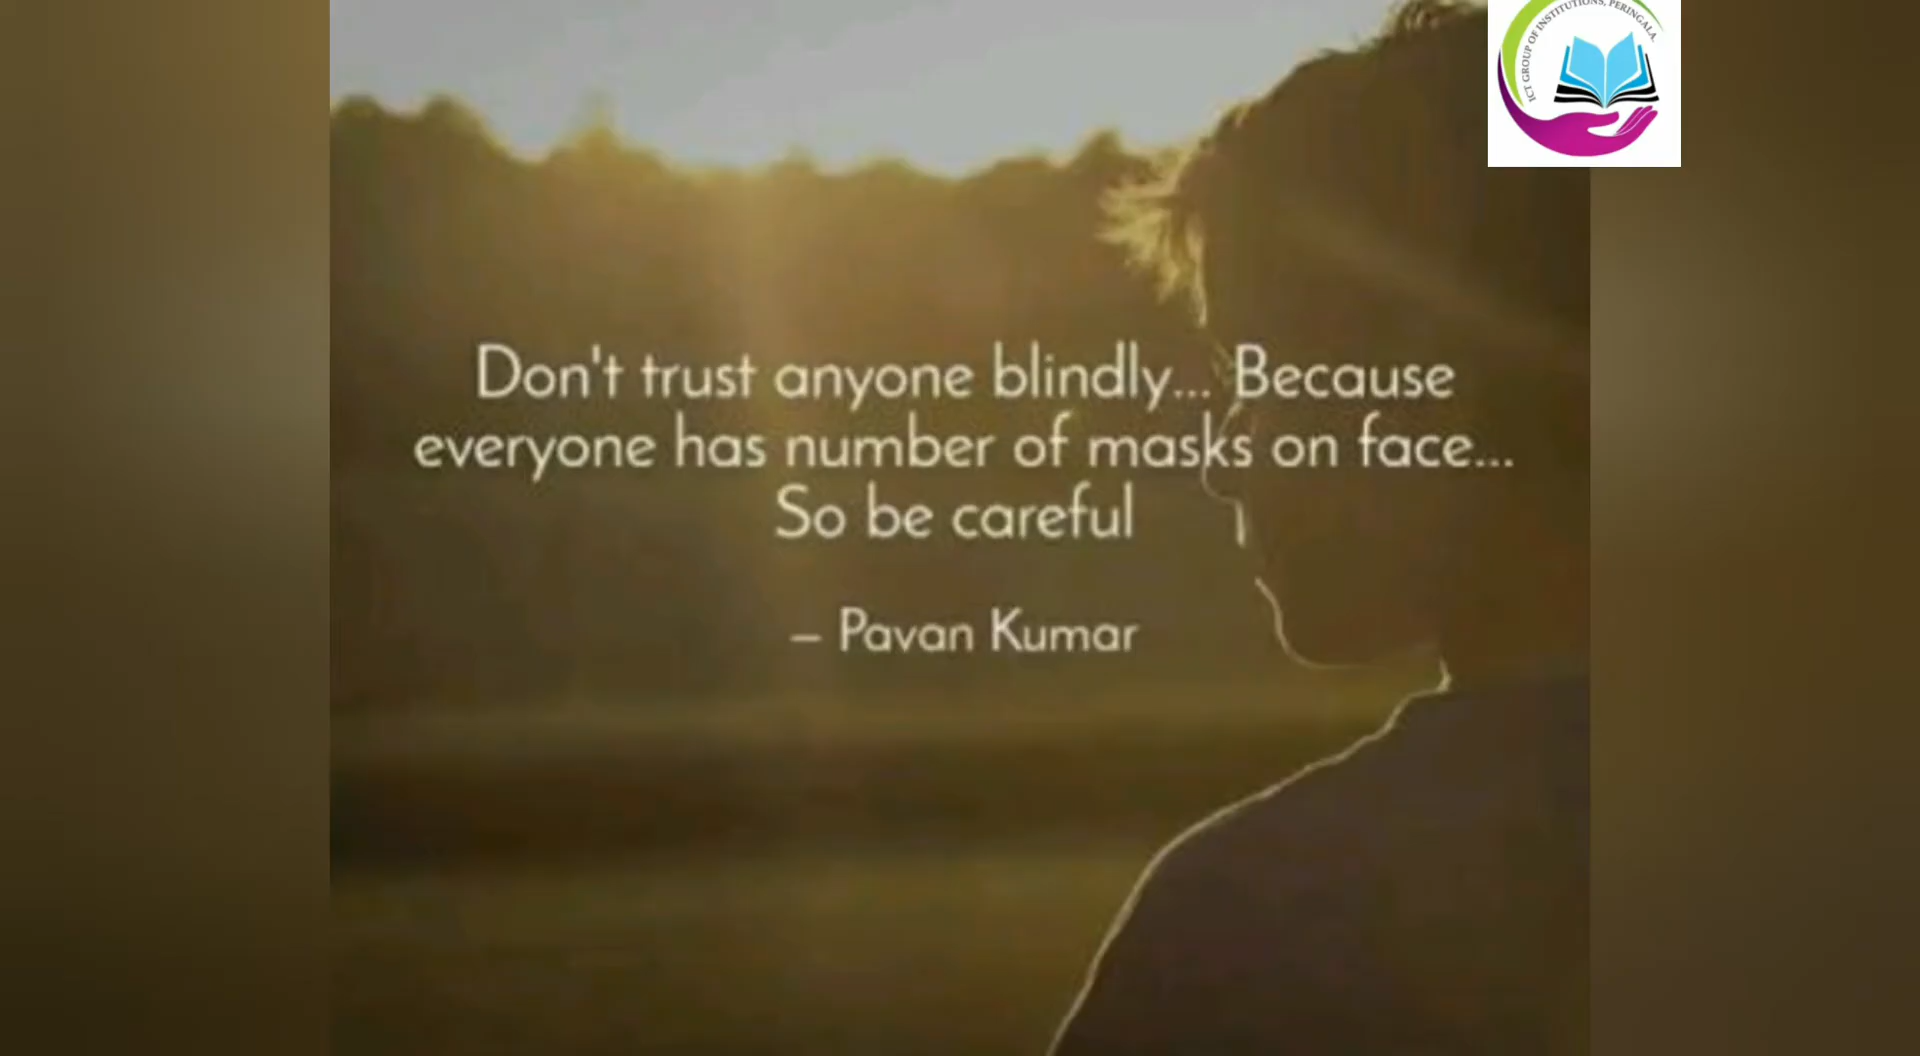 ICT GROUP OF INSTITUTIONS, PERINGALA.
Don't trust anyone blindly... Because
everyone has number of masks on face...
So be careful
– Pavan Kumar